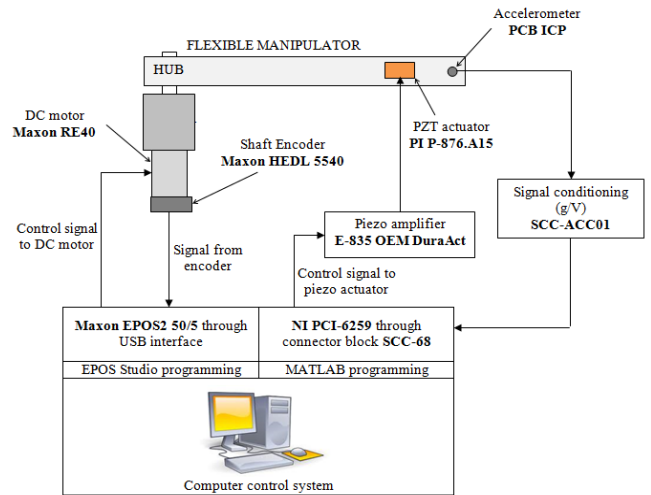 Accelerometer
PCB ICP
FLEXIBLE MANIPULATOR
HUB
DC motor
Maxon RE40
PZT actuator
PI P-876.A15
Shaft Encoder
Maxon HEDL 5540
Signal conditioning
(g/V)
SCC-ACC01
Control signal
to DC motor
Signal from
encoder
Piezo amplifier
E-835 OEM DuraAct
Control signal to
piezo actuator
Maxon EPOS2 50/5 through
USB interface
NI PCI-6259 through
connector block SCC-68
EPOS Studio programming
MATLAB programming
Computer control system